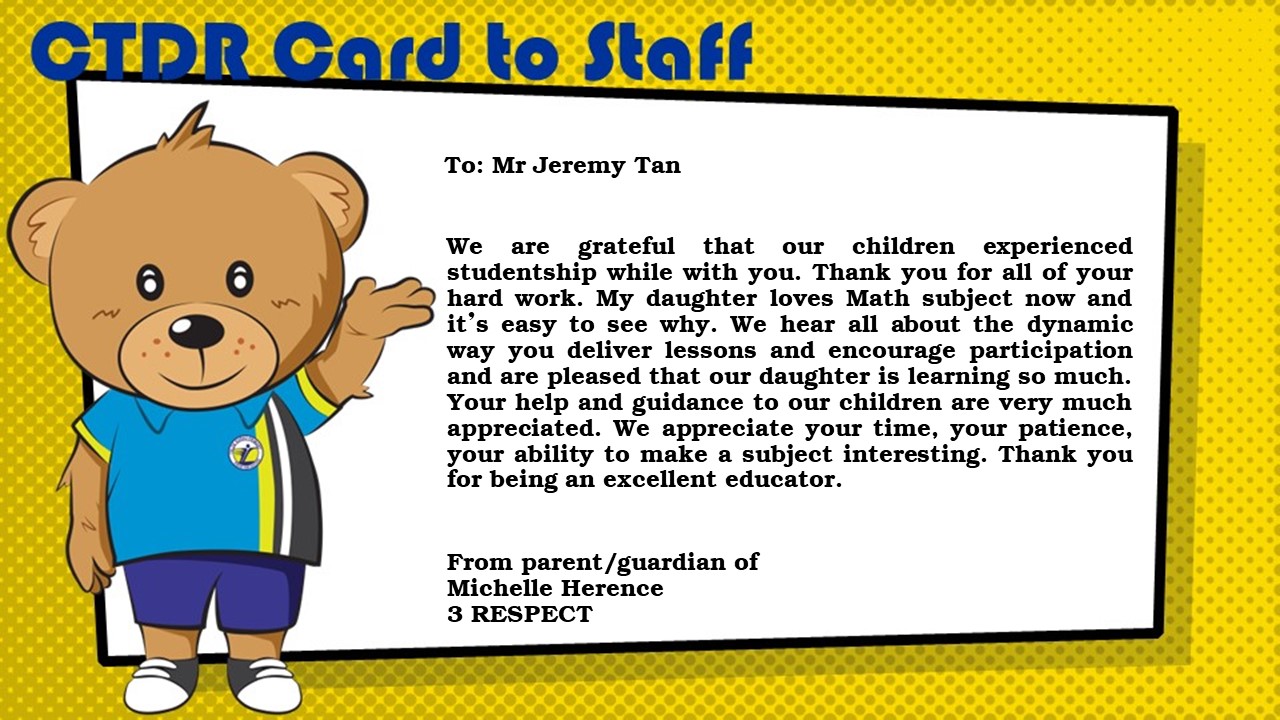 CTDR Card to Staff
To: Mr Jeremy Tan
We are grateful that our children experienced
studentship while with you. Thank you for all of your
hard work. My daughter loves Math subject now and
it’s easy to see why. We hear all about the dynamic
way you deliver lessons and encourage participation
and are pleased that our daughter is learning so much.
Your help and guidance to our children are very much
appreciated. We appreciate your time, your patience,
your ability to make a subject interesting. Thank you
for being an excellent educator.
From parent/guardian of
Michelle Herence
3 RESPECT